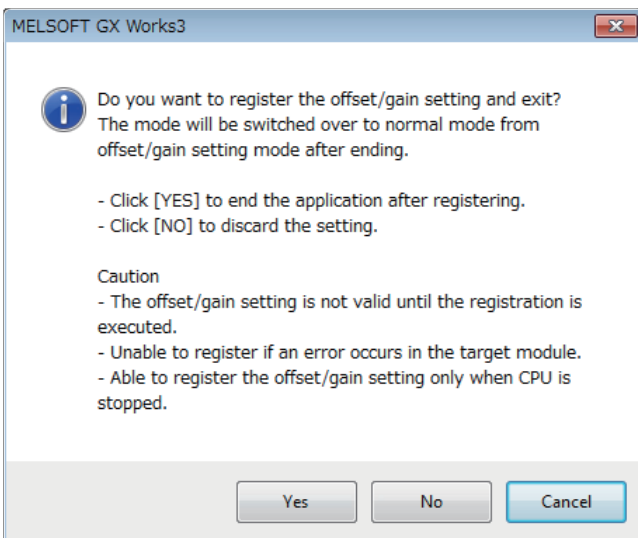 MELSOFT GX Works3
Do you want to register the offset/gain setting and exit?
The mode will be switched over to normal mode from
offset/gain setting mode after ending.
- Click [YES] to end the application after registering.
- Click [NO] to discard the setting.
Caution
- The offset/gain setting is not valid until the registration is
executed.
- Unable to register if an error occurs in the target module.
- Able to register the offset/gain setting only when CPU is
stopped.
Yes No Cancel